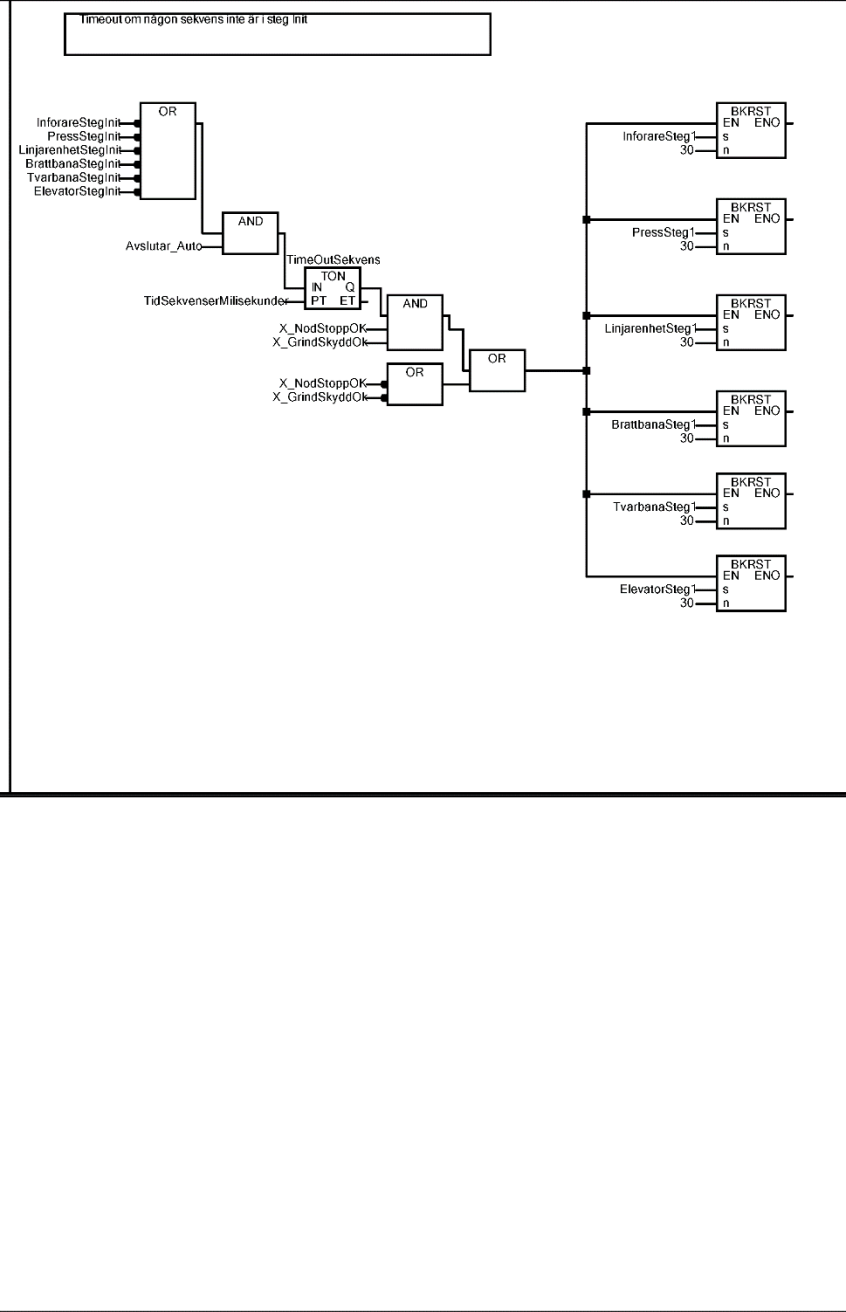 Timeout om någon sekvens inte är i steg Init
OR
InforareStegInit
PressStegInit
LinjarenhetStegInit
BrattbanaStegInit
TvarbanaStegInit
ElevatorStegInit
AND
Avslutar_Auto
TimeOutSekvens
TON
IN Q
TidSekvenserMilisekunder PT ET
AND
X_NodStoppOK
X_GrindSkyddOk
OR
X_NodStoppOK
X_GrindSkyddOk
OR
BKRST
EN ENO
InforareSteg1 s
30 n
BKRST
EN ENO
PressSteg1 s
30 n
BKRST
EN ENO
LinjarenhetSteg1 s
30 n
BKRST
EN ENO
BrattbanaSteg1 s
30 n
BKRST
EN ENO
TvarbanaSteg1 s
30 n
BKRST
EN ENO
ElevatorSteg1 s
30 n